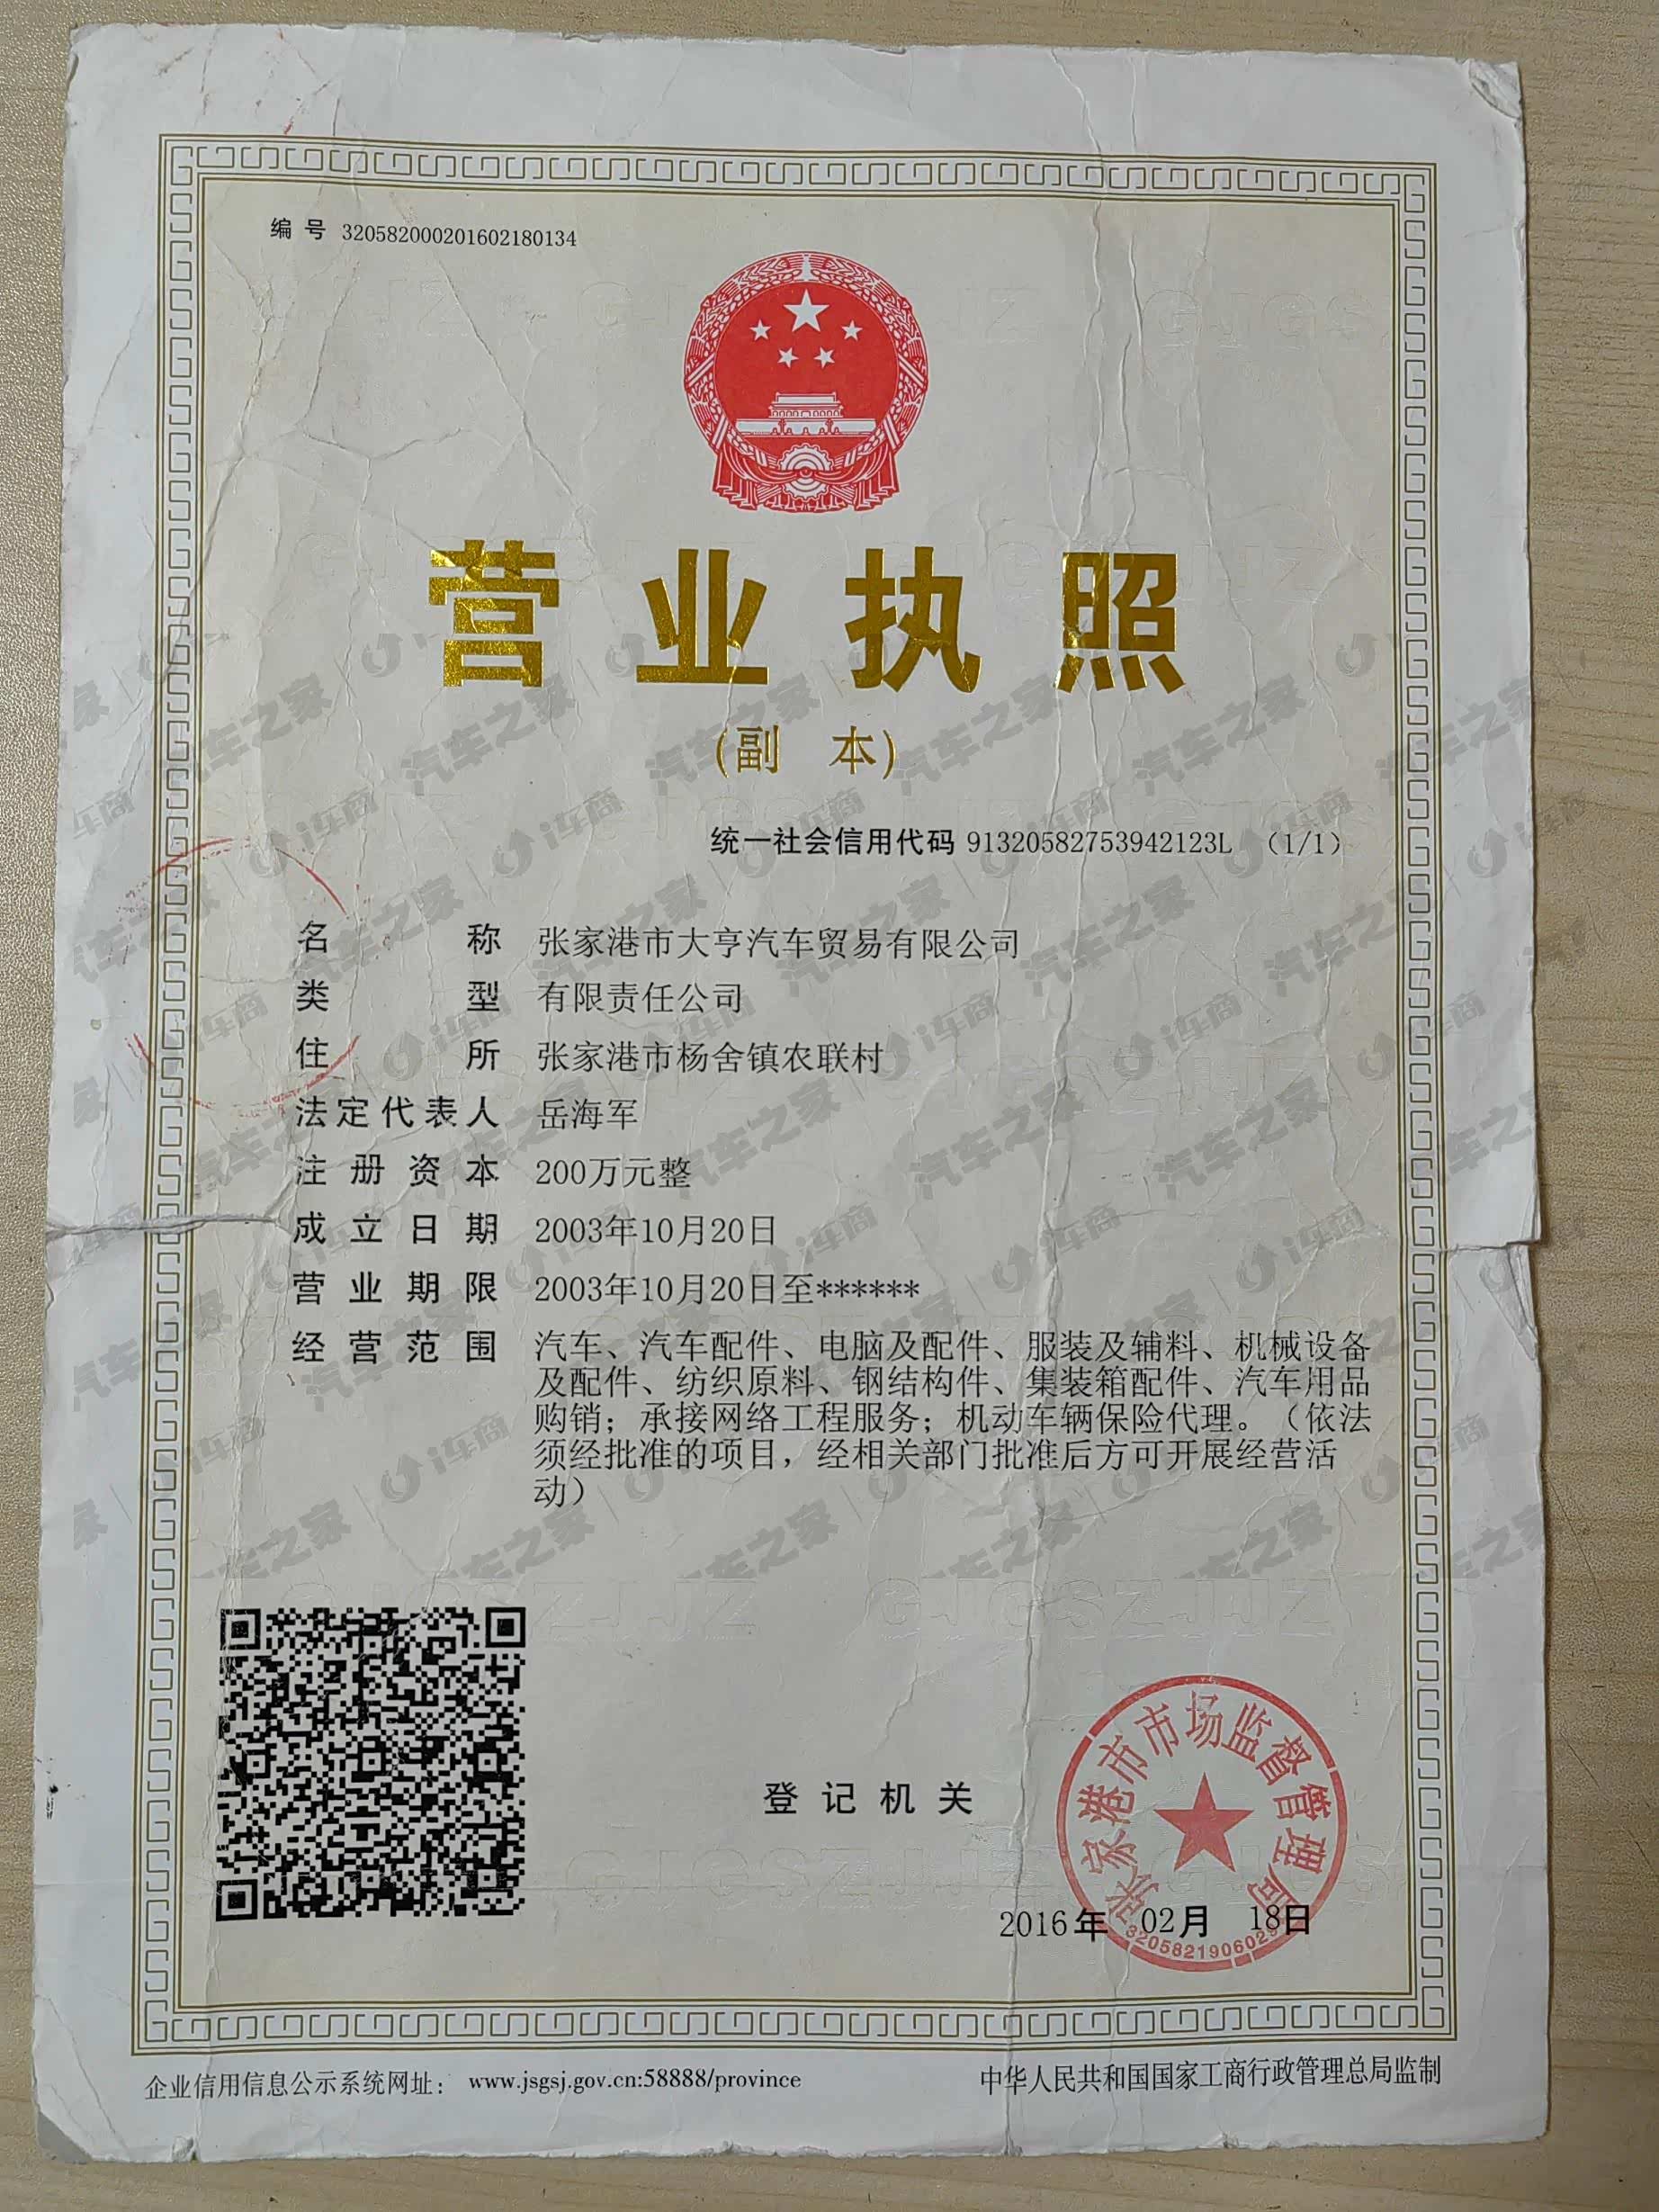 编 号 320582000201602180134
营业执照
(副 本)
统一社会信用代码 91320582753942123L （1/1）
名 称 张家港市大亨汽车贸易有限公司
类 型 有限责任公司
住 所 张家港市杨舍镇农联村
法定代表人 岳海军
注册资本 200万元整
成立日期 2003年10月20日
营业期限 2003年10月20日至******
经营范围 汽车、汽车配件、电脑及配件、服装及辅料、机械设备
及配件、纺织原料、钢结构件、集装箱配件、汽车用品
购销；承接网络工程服务；机动车辆保险代理。（依法
须经批准的项目，经相关部门批准后方可开展经营活
动）
登记机关
张家港市市场监督管理局
2016年 02月 18日
企业信用信息公示系统网址： www.jsgsj.gov.cn:58888/province
中华人民共和国国家工商行政管理总局监制
汽车之家 | i车商